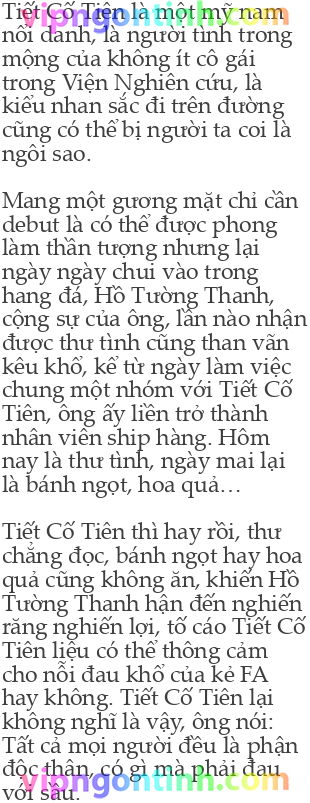 Tiết Cố Tiên là một mỹ nam
vipngontinh.com
nổi danh, là người tình trong
mộng của không ít cô gái
trong Viện Nghiên cứu, là
kiểu nhan sắc đi trên đường
cũng có thể bị người ta coi là
ngôi sao.
Mang một gương mặt chỉ cần
debut là có thể được phong
làm thần tượng nhưng lại
ngày ngày chui vào trong
hang đá, Hồ Tường Thanh,
cộng sự của ông, lần nào nhận
được thư tình cũng than vãn
kêu khổ, kể từ ngày làm việc
chung một nhóm với Tiết Cố
Tiên, ông ấy liền trở thành
nhân viên ship hàng. Hôm
nay là thư tình, ngày mai lại
là bánh ngọt, hoa quả…
Tiết Cố Tiên thì hay rồi, thư
chẳng đọc, bánh ngọt hay hoa
quả cũng không ăn, khiến Hồ
Tường Thanh hận đến nghiến
răng nghiến lợi, tố cáo Tiết Cố
Tiên liệu có thể thông cảm
cho nỗi đau khổ của kẻ FA
hay không. Tiết Cố Tiên lại
không nghĩ là vậy, ông nói:
Tất cả mọi người đều là phận
độc thân, có gì mà phải đau
vipngontinh.com
với sầu.